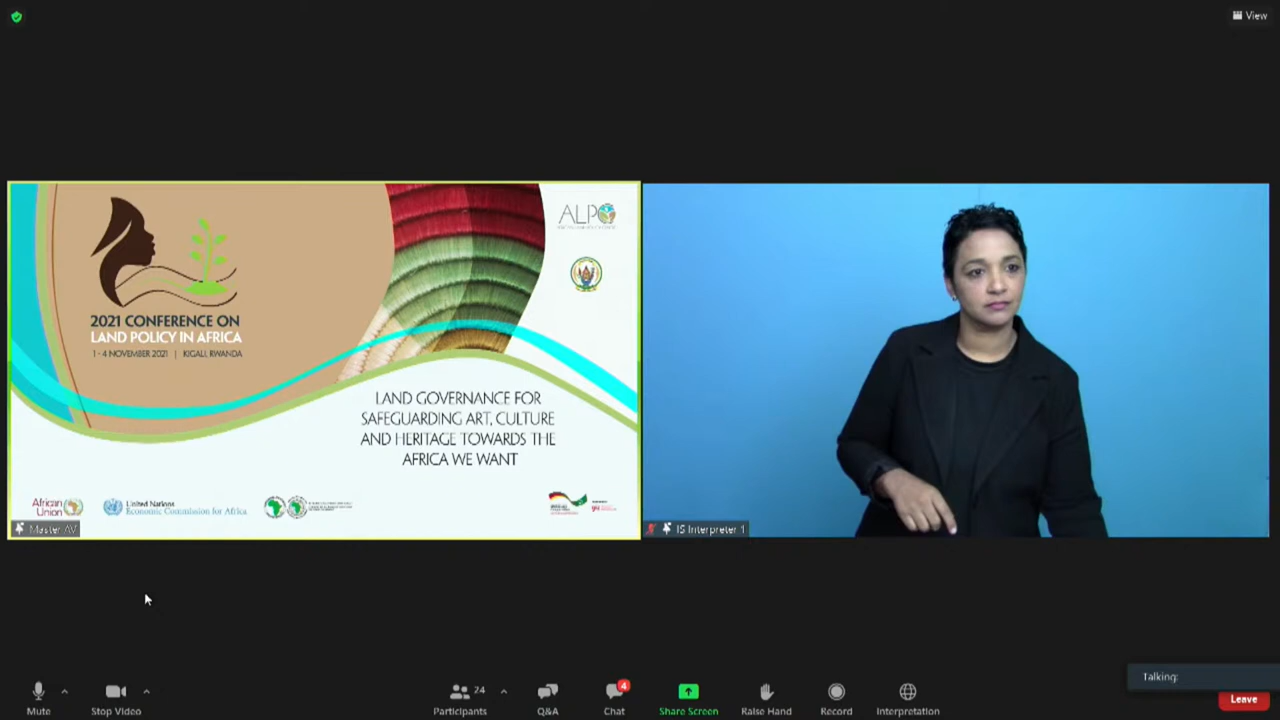 View
ALPC
2021 CONFERENCE ON
LAND POLICY IN AFRICA
1 - 4 NOVEMBER 2021 | KIGALI, RWANDA
LAND GOVERNANCE FOR
SAFEGUARDING ART, CULTURE
AND HERITAGE TOWARDS THE
AFRICA WE WANT
African
Union
United Nations
Economic Commission for Africa
giz
Master AV
IS Interpreter 1
Talking:
Mute
Stop Video
24
Participants
Q&A
4
Chat
Share Screen
Raise Hand
Record
Interpretation
Leave